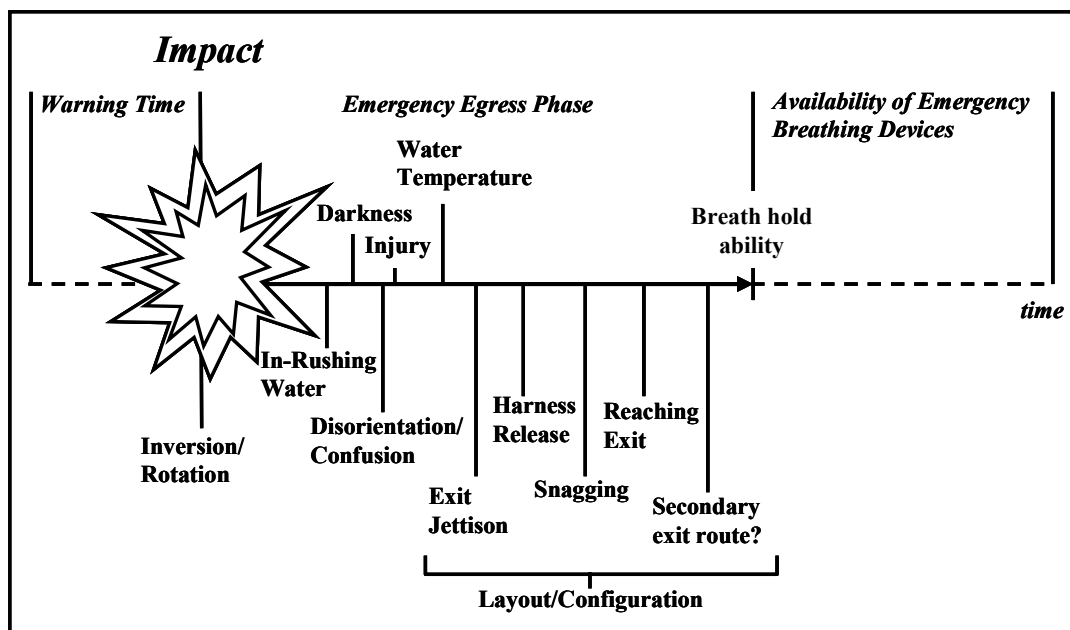 Impact
Warning Time
Emergency Egress Phase
Availability of Emergency
Breathing Devices
Water
Temperature
Darkness
Injury
Breath hold
ability
time
In-Rushing
Water
Inversion/
Rotation
Disorientation/
Confusion
Exit
Jettison
Harness
Release
Snagging
Reaching
Exit
Secondary
exit route?
Layout/Configuration